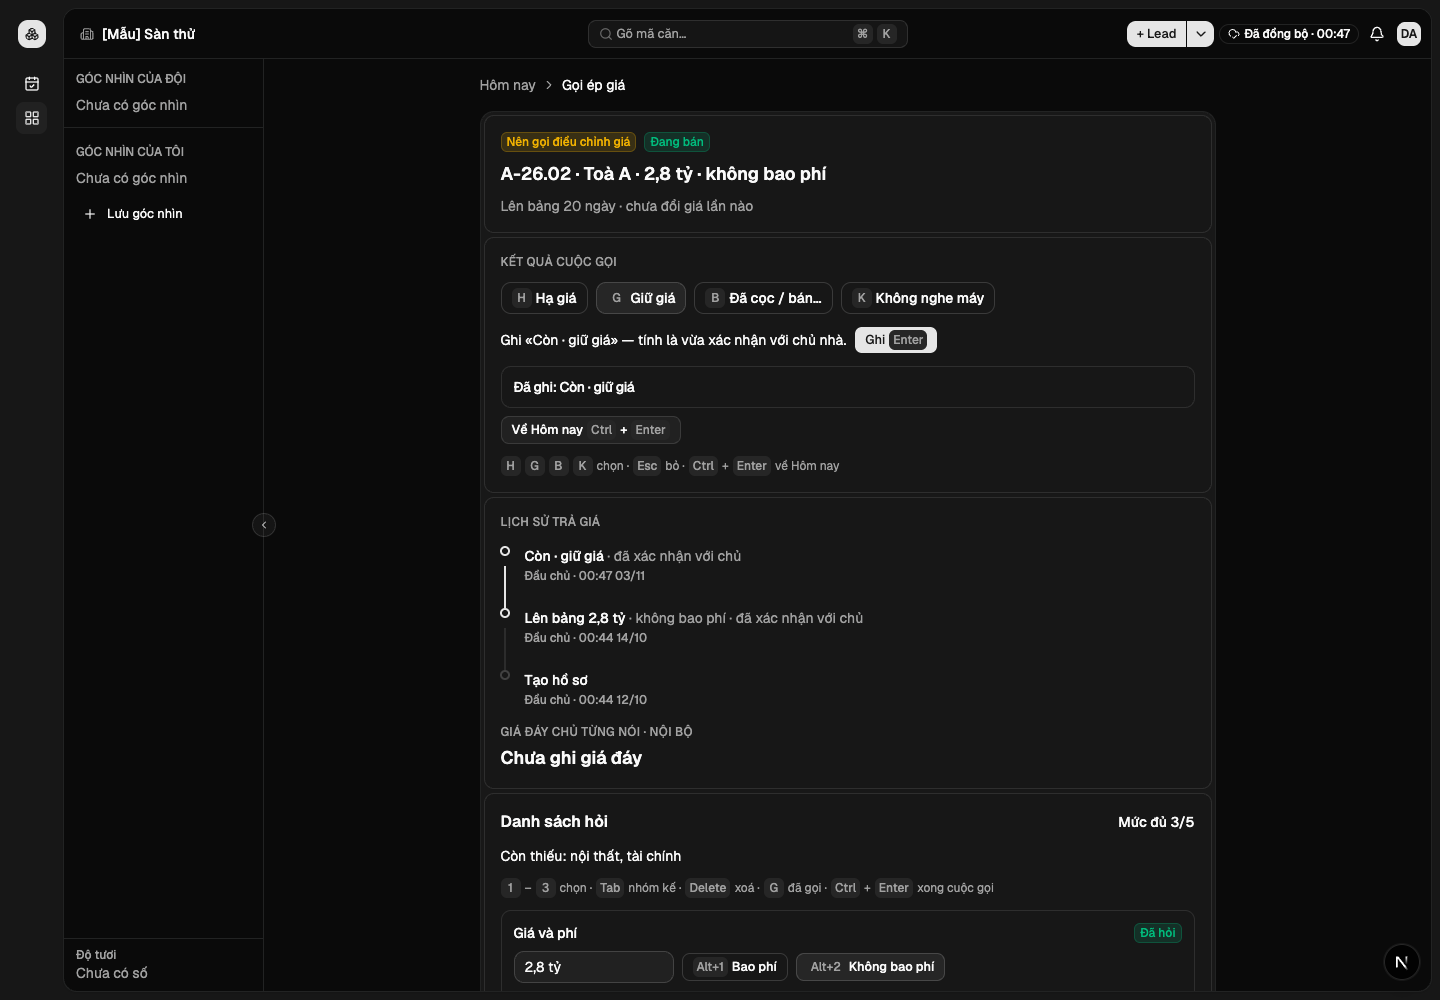 [Mẫu] Sàn thử
Gõ mã căn... ⌘ K
+ Lead
Đã đồng bộ · 00:47
DA
GÓC NHÌN CỦA ĐỘI
Chưa có góc nhìn
GÓC NHÌN CỦA TÔI
Chưa có góc nhìn
+ Lưu góc nhìn
Độ tươi
Chưa có số
Hôm nay > Gọi ép giá
Nên gọi điều chỉnh giá Đang bán
A-26.02 · Toà A · 2,8 tỷ · không bao phí
Lên bảng 20 ngày · chưa đổi giá lần nào
KẾT QUẢ CUỘC GỌI
H Hạ giá G Giữ giá B Đã cọc / bán... K Không nghe máy
Ghi «Còn · giữ giá» — tính là vừa xác nhận với chủ nhà. Ghi Enter
Đã ghi: Còn · giữ giá
Về Hôm nay Ctrl + Enter
H G B K chọn · Esc bỏ · Ctrl + Enter về Hôm nay
LỊCH SỬ TRẢ GIÁ
Còn · giữ giá · đã xác nhận với chủ
Đầu chủ · 00:47 03/11
Lên bảng 2,8 tỷ · không bao phí · đã xác nhận với chủ
Đầu chủ · 00:44 14/10
Tạo hồ sơ
Đầu chủ · 00:44 12/10
GIÁ ĐÁY CHỦ TỪNG NÓI · NỘI BỘ
Chưa ghi giá đáy
Danh sách hỏi Mức đủ 3/5
Còn thiếu: nội thất, tài chính
1 – 3 chọn · Tab nhóm kế · Delete xoá · G đã gọi · Ctrl + Enter xong cuộc gọi
Giá và phí Đã hỏi
2,8 tỷ Alt+1 Bao phí Alt+2 Không bao phí
N